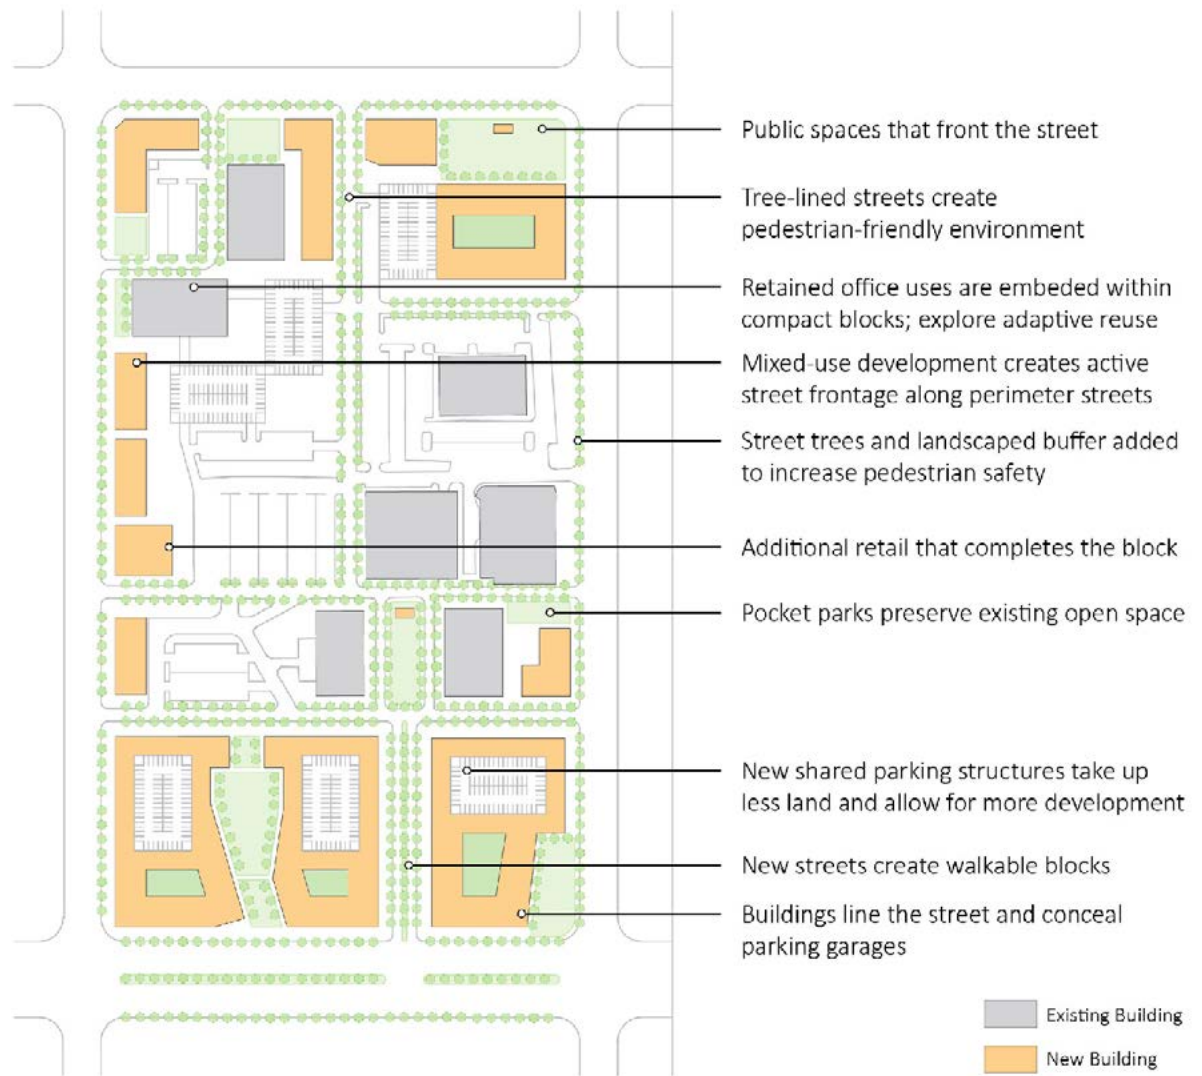 Public spaces that front the street
Tree-lined streets create
pedestrian-friendly environment
Retained office uses are embeded within
compact blocks; explore adaptive reuse
Mixed-use development creates active
street frontage along perimeter streets
Street trees and landscaped buffer added
to increase pedestrian safety
Additional retail that completes the block
Pocket parks preserve existing open space
New shared parking structures take up
less land and allow for more development
New streets create walkable blocks
Buildings line the street and conceal
parking garages
Existing Building
New Building